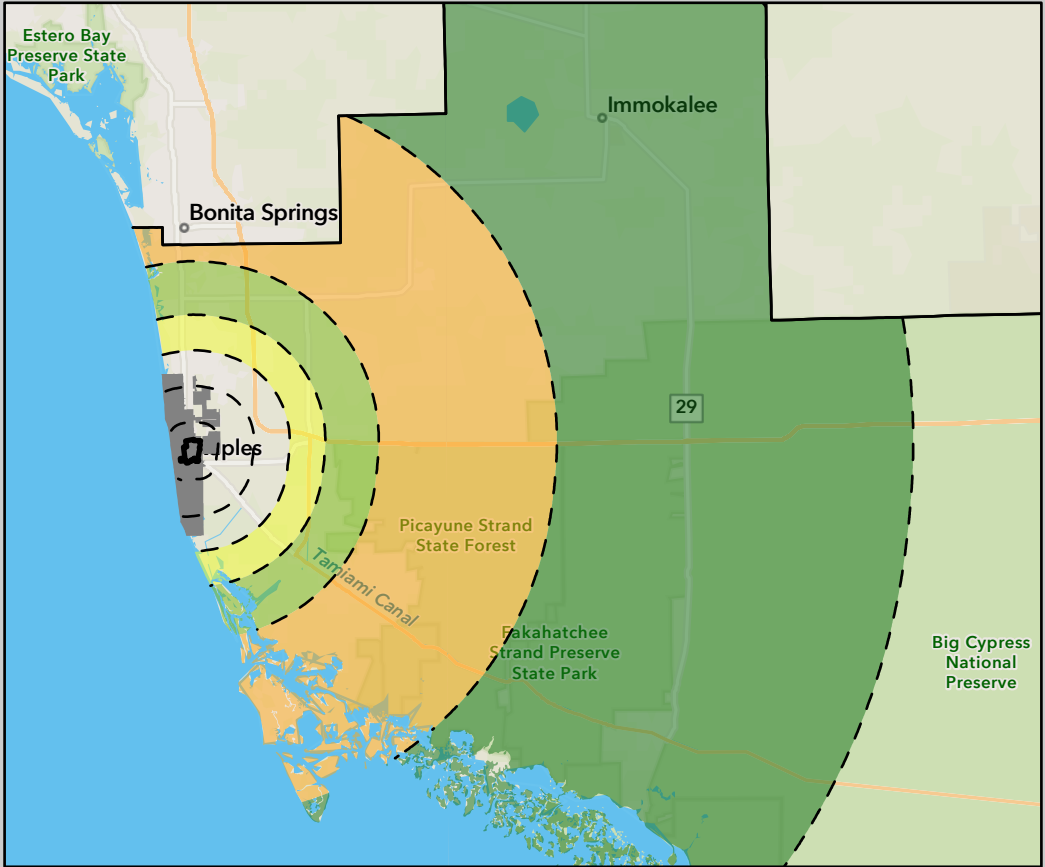 Estero Bay
Preserve State
Park
Immokalee
Bonita Springs
29
Picayune Strand
State Forest
Tamiami Canal
Fakahatchee
Strand Preserve
State Park
Big Cypress
National
Preserve